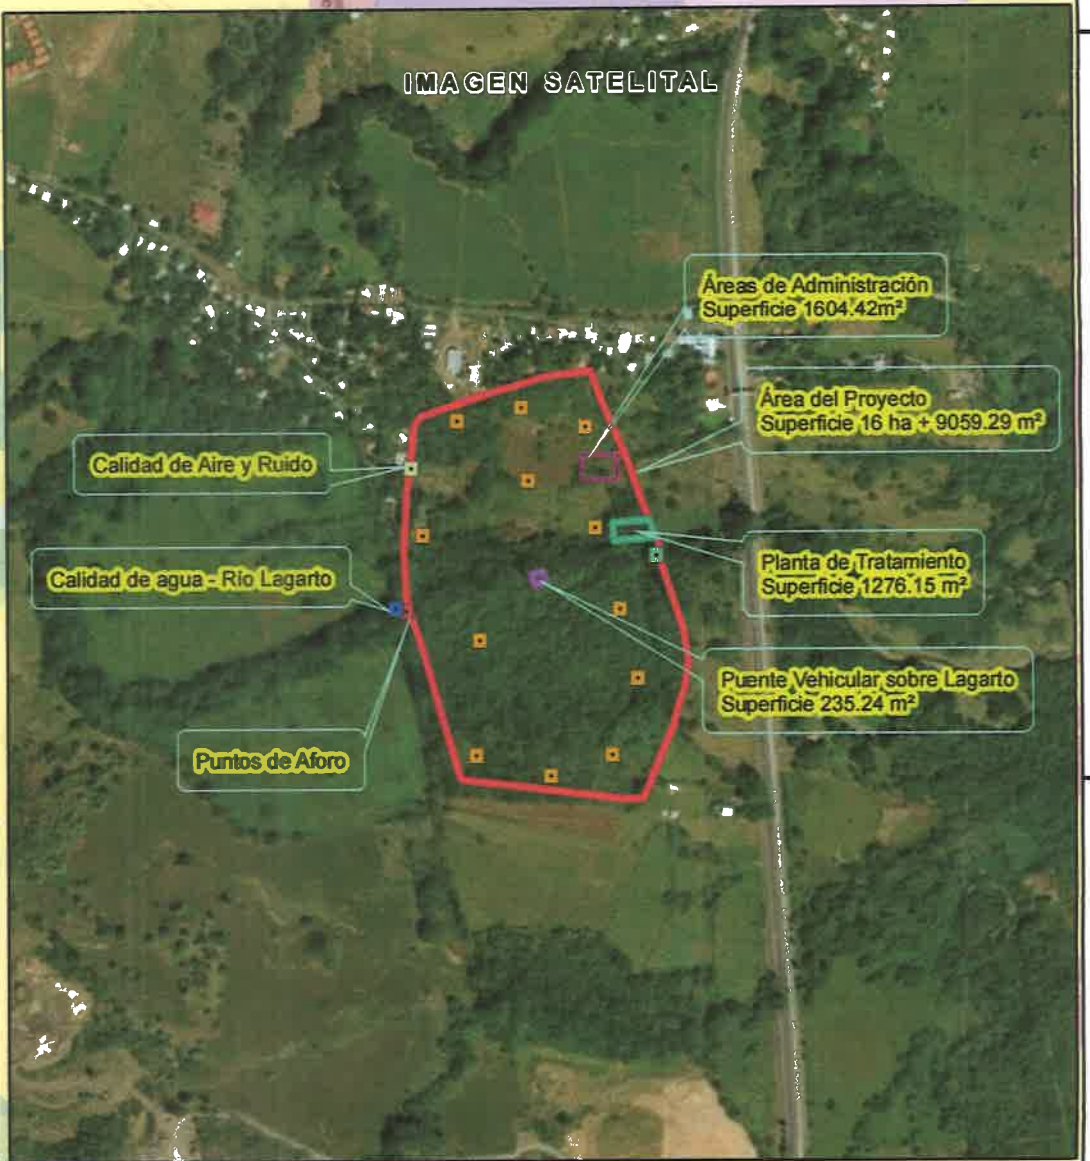 IMAGEN SATELITAL
Áreas de Administración
Superficie 1604.42m²
Área del Proyecto
Superficie 16 ha + 9059.29 m²
Calidad de Aire y Ruido
Planta de Tratamiento
Superficie 1276.15 m²
Calidad de agua - Río Lagarto
Puente Vehicular sobre Lagarto
Superficie 235.24 m²
Puntos de Aforo